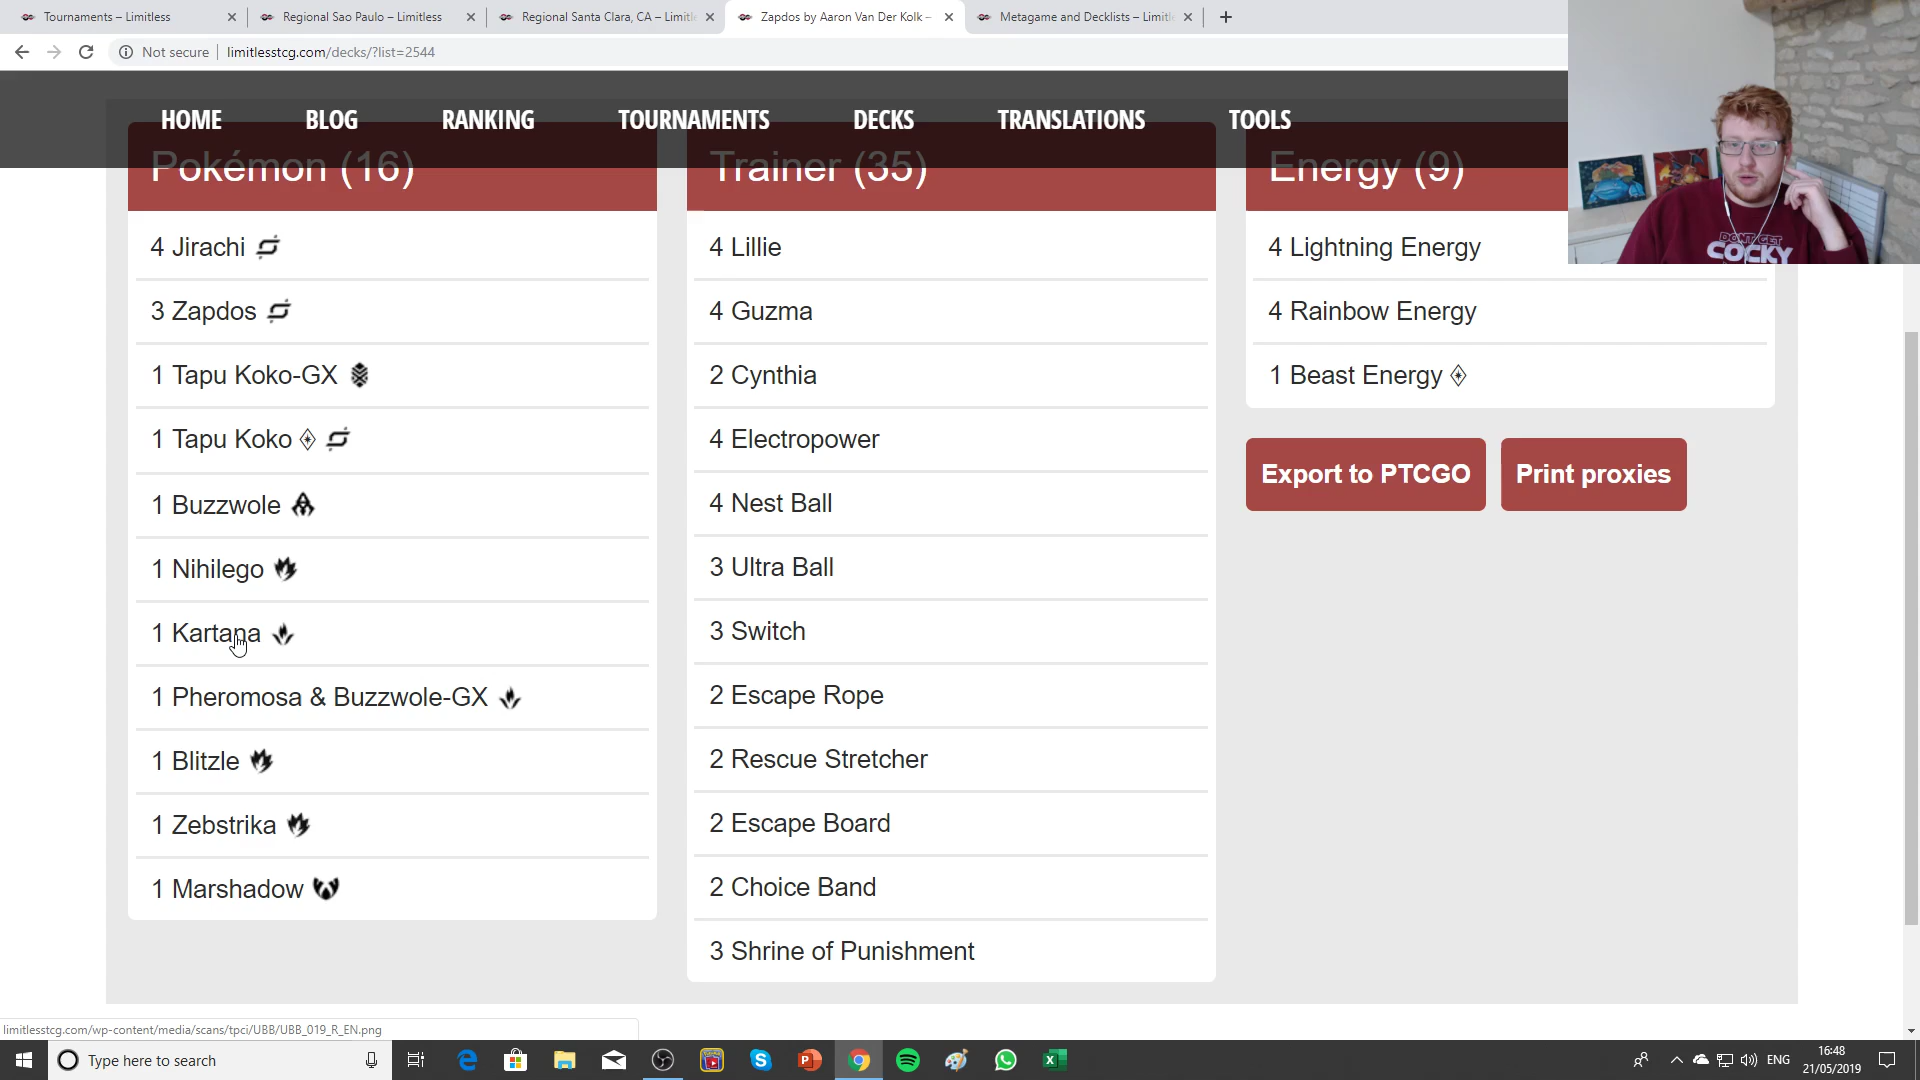 Tournaments – Limitless
Regional Sao Paulo – Limitless
Regional Santa Clara, CA – Limitl
Zapdos by Aaron Van Der Kolk –
Metagame and Decklists – Limitl
Not secure
limitlesstcg.com/decks/?list=2544
HOME
BLOG
RANKING
TOURNAMENTS
DECKS
TRANSLATIONS
TOOLS
Pokémon (16)
4 Jirachi
3 Zapdos
1 Tapu Koko-GX
1 Tapu Koko
1 Buzzwole
1 Nihilego
1 Kartana
1 Pheromosa & Buzzwole-GX
1 Blitzle
1 Zebstrika
1 Marshadow
Trainer (35)
4 Lillie
4 Guzma
2 Cynthia
4 Electropower
4 Nest Ball
3 Ultra Ball
3 Switch
2 Escape Rope
2 Rescue Stretcher
2 Escape Board
2 Choice Band
3 Shrine of Punishment
Energy (9)
4 Lightning Energy
4 Rainbow Energy
1 Beast Energy
Export to PTCGO
Print proxies
DON'T GET
COCKY
limitlesstcg.com/wp-content/media/scans/tpci/UBB/UBB_019_R_EN.png
Type here to search
ENG
16:48
21/05/2019